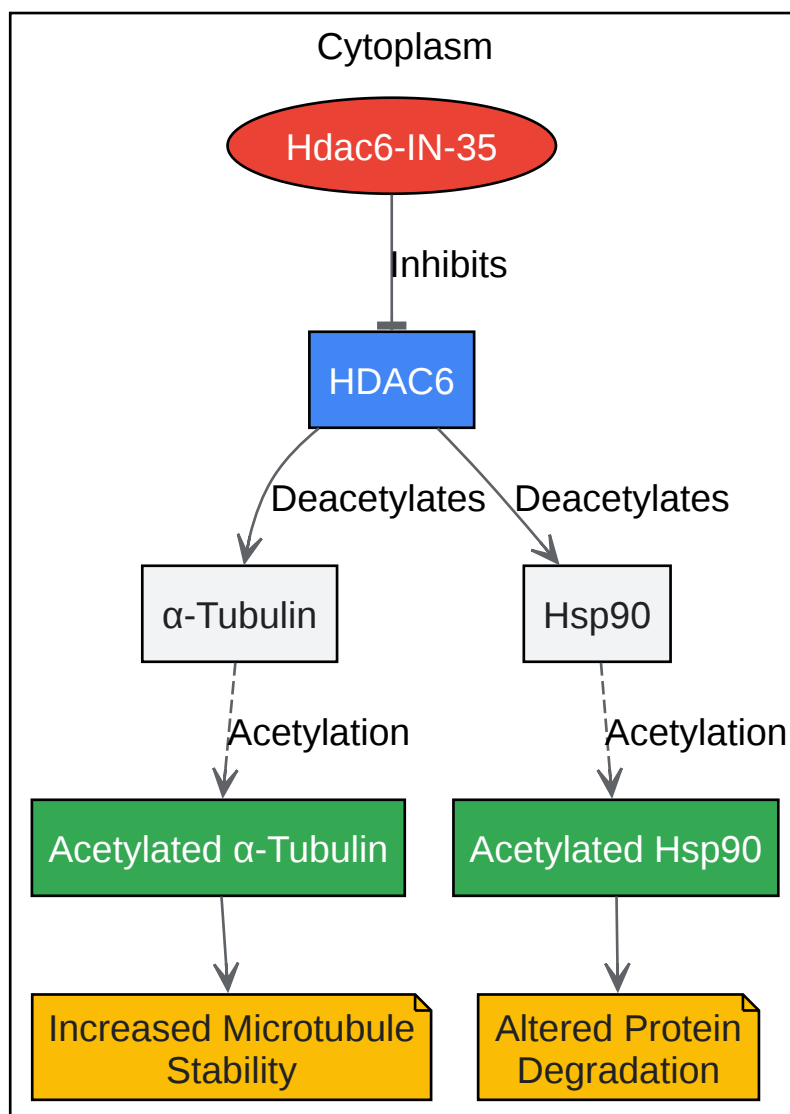 Cytoplasm
Hdac6-IN-35
Inhibits
HDAC6
Deacetylates
Deacetylates
α-Tubulin
Hsp90
Acetylation
Acetylation
Acetylated α-Tubulin
Acetylated Hsp90
Increased Microtubule
Stability
Altered Protein
Degradation